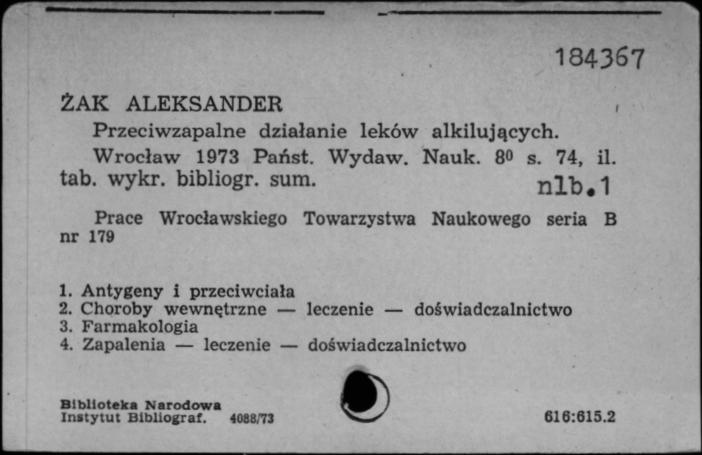 184367
ŻAK ALEKSANDER
Przeciwzapalne działanie leków alkilujących.
Wrocław 1973 Państ. Wydaw. Nauk. 8⁰ s. 74, il.
tab. wykr. bibliogr. sum.
nlb.1
Prace Wrocławskiego Towarzystwa Naukowego seria B
nr 179
1. Antygeny i przeciwciała
2. Choroby wewnętrzne — leczenie — doświadczalnictwo
3. Farmakologia
4. Zapalenia — leczenie — doświadczalnictwo
Biblioteka Narodowa
Instytut Bibliograf. 4088/73
616:615.2